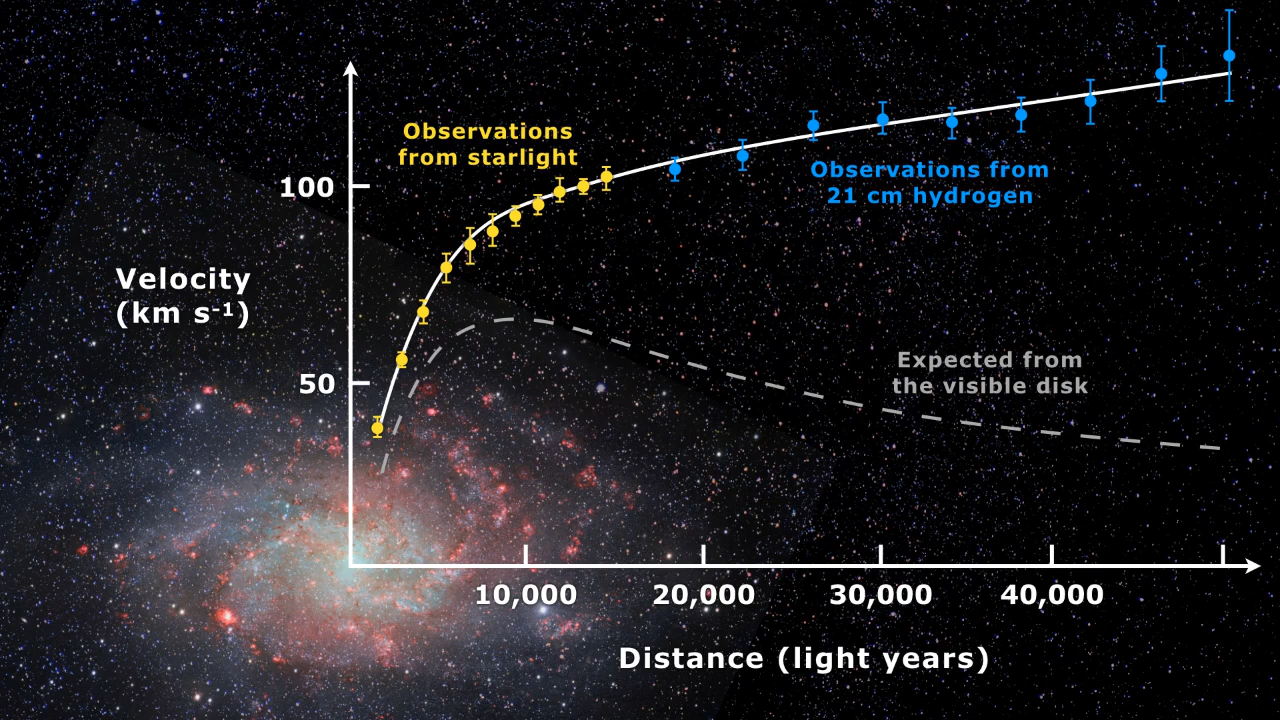 Observations
from starlight
100
Observations from
21 cm hydrogen
Velocity
(km s⁻¹)
Expected from
the visible disk
50
10,000
20,000
30,000
40,000
Distance (light years)